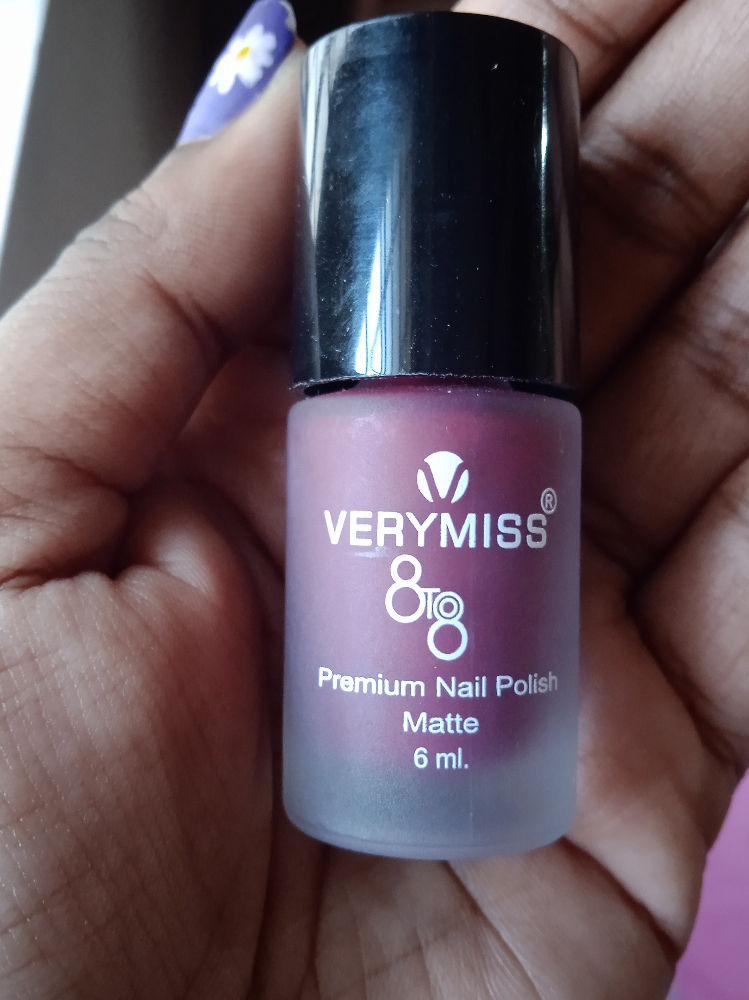 VERYMISS®
8TO8
Premium Nail Polish
Matte
6 ml.